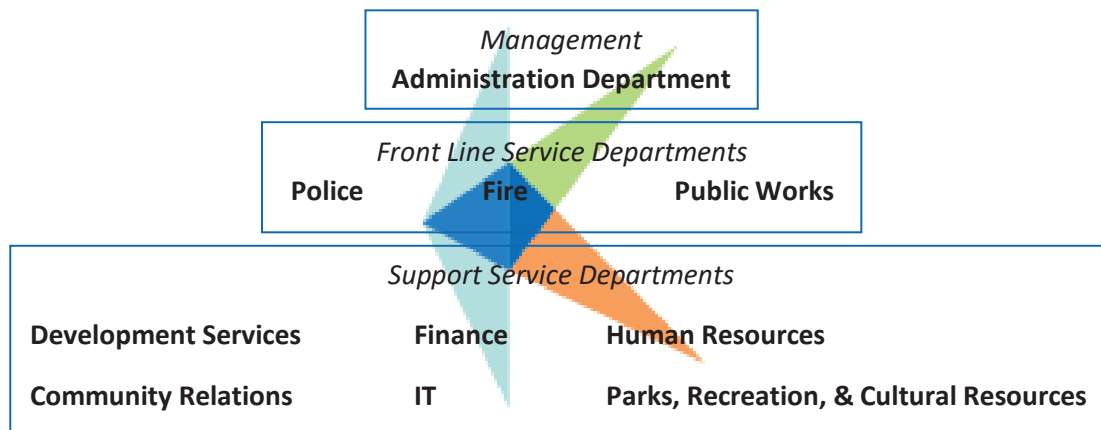 Management
Administration Department
Front Line Service Departments
Police Fire Public Works
Support Service Departments
Development Services Finance Human Resources
Community Relations IT Parks, Recreation, & Cultural Resources